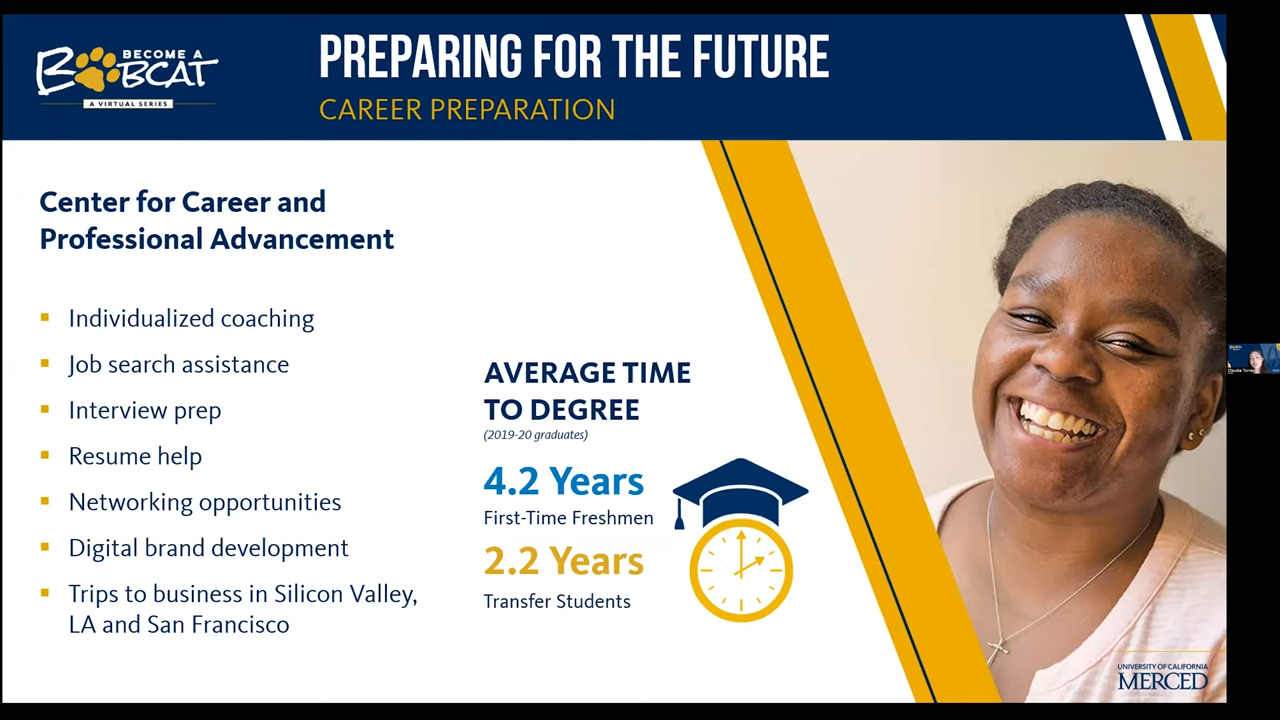 BECOME A
BOBCAT
A VIRTUAL SERIES
PREPARING FOR THE FUTURE
CAREER PREPARATION
Center for Career and
Professional Advancement
Individualized coaching
Job search assistance
Interview prep
Resume help
Networking opportunities
Digital brand development
Trips to business in Silicon Valley,
LA and San Francisco
AVERAGE TIME
TO DEGREE
(2019-20 graduates)
4.2 Years
First-Time Freshmen
2.2 Years
Transfer Students
UNIVERSITY OF CALIFORNIA
MERCED